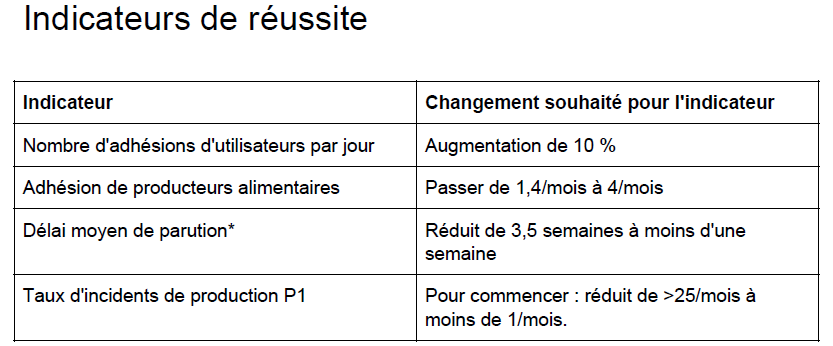 Indicateurs de réussite
Indicateur
Changement souhaité pour l'indicateur
Nombre d'adhésions d'utilisateurs par jour
Augmentation de 10 %
Adhésion de producteurs alimentaires
Passer de 1,4/mois à 4/mois
Délai moyen de parution*
Réduit de 3,5 semaines à moins d'une
semaine
Taux d'incidents de production P1
Pour commencer : réduit de >25/mois à
moins de 1/mois.